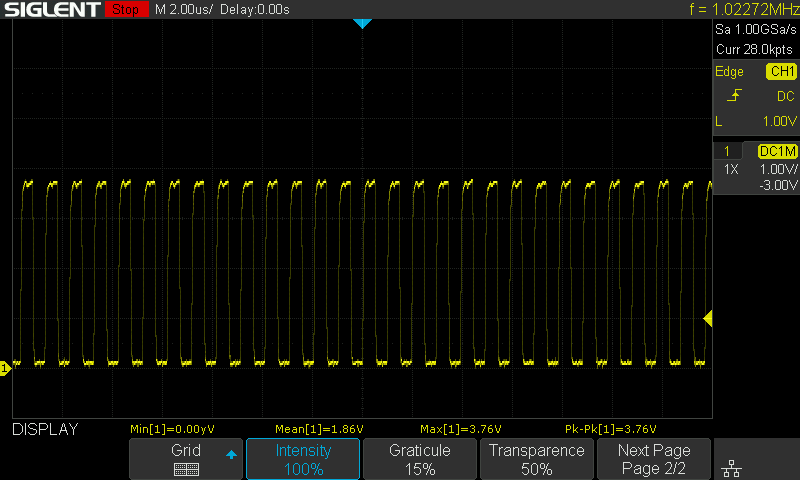 SIGLENT Stop M 2.00us/ Delay:0.00s f = 1.02272MHz
Sa 1.00GSa/s
Curr 28.0kpts
Edge CH1
DC
L 1.00V
1 DC1M
1X 1.00V/
-3.00V
1
DISPLAY Min[1]=0.00yV Mean[1]=1.86V Max[1]=3.76V Pk-Pk[1]=3.76V
Grid Intensity Graticule Transparence Next Page
100% 15% 50% Page 2/2